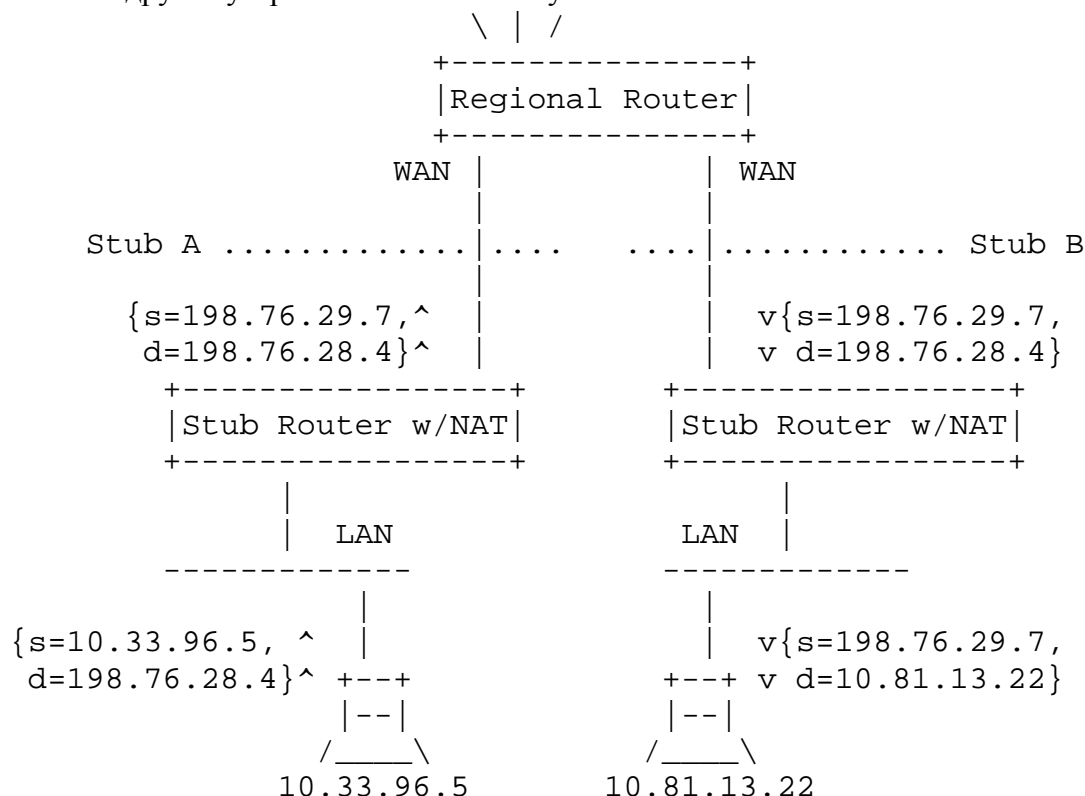 \ | /
+---------------+
|Regional Router|
+---------------+
WAN | | WAN
| |
Stub A .............|.... ....|............ Stub B
| |
{s=198.76.29.7,^ | | v{s=198.76.29.7,
d=198.76.28.4}^ | | v d=198.76.28.4}
+-----------------+ +-----------------+
|Stub Router w/NAT| |Stub Router w/NAT|
+-----------------+ +-----------------+
| |
| LAN LAN |
------------- -------------
| |
{s=10.33.96.5, ^ | | v{s=198.76.29.7,
d=198.76.28.4}^ +--+ +--+ v d=10.81.13.22}
|--| |--|
/____\ /____\
10.33.96.5 10.81.13.22